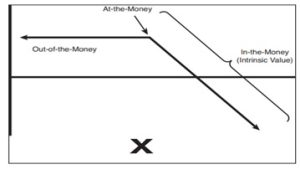 At-the-Money
Out-of-the-Money
In-the-Money
(Intrinsic Value)
X